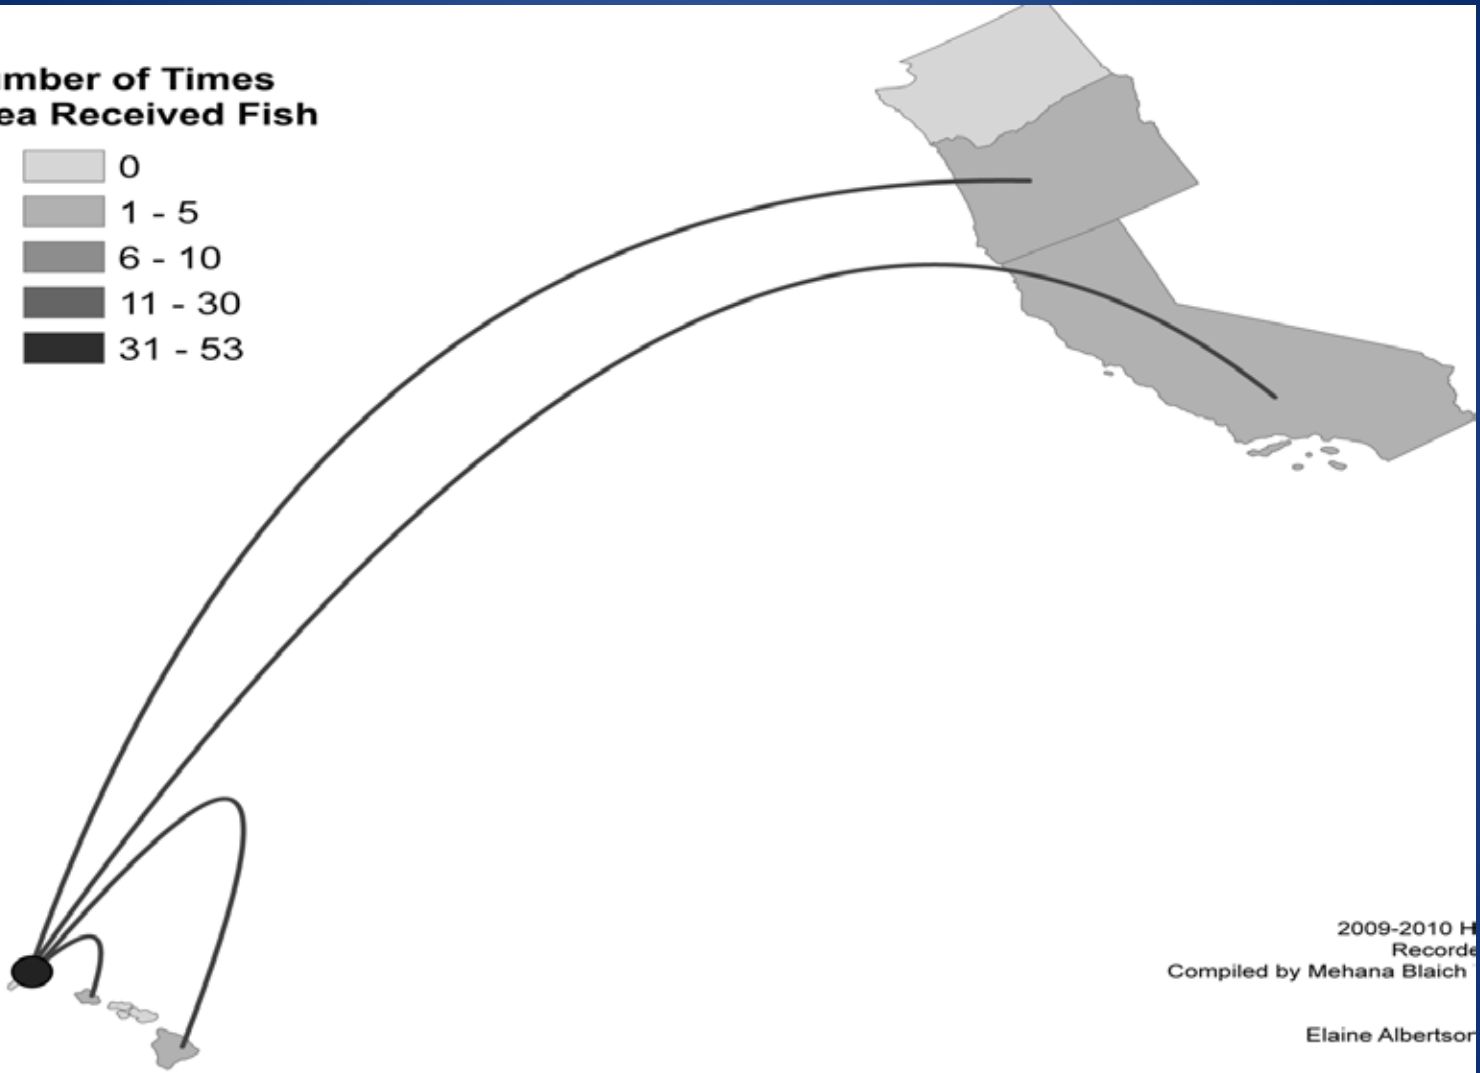 mber of Times
ea Received Fish
0
1 - 5
6 - 10
11 - 30
31 - 53
2009-2010 H
Recorde
Compiled by Mehana Blaich
Elaine Albertson